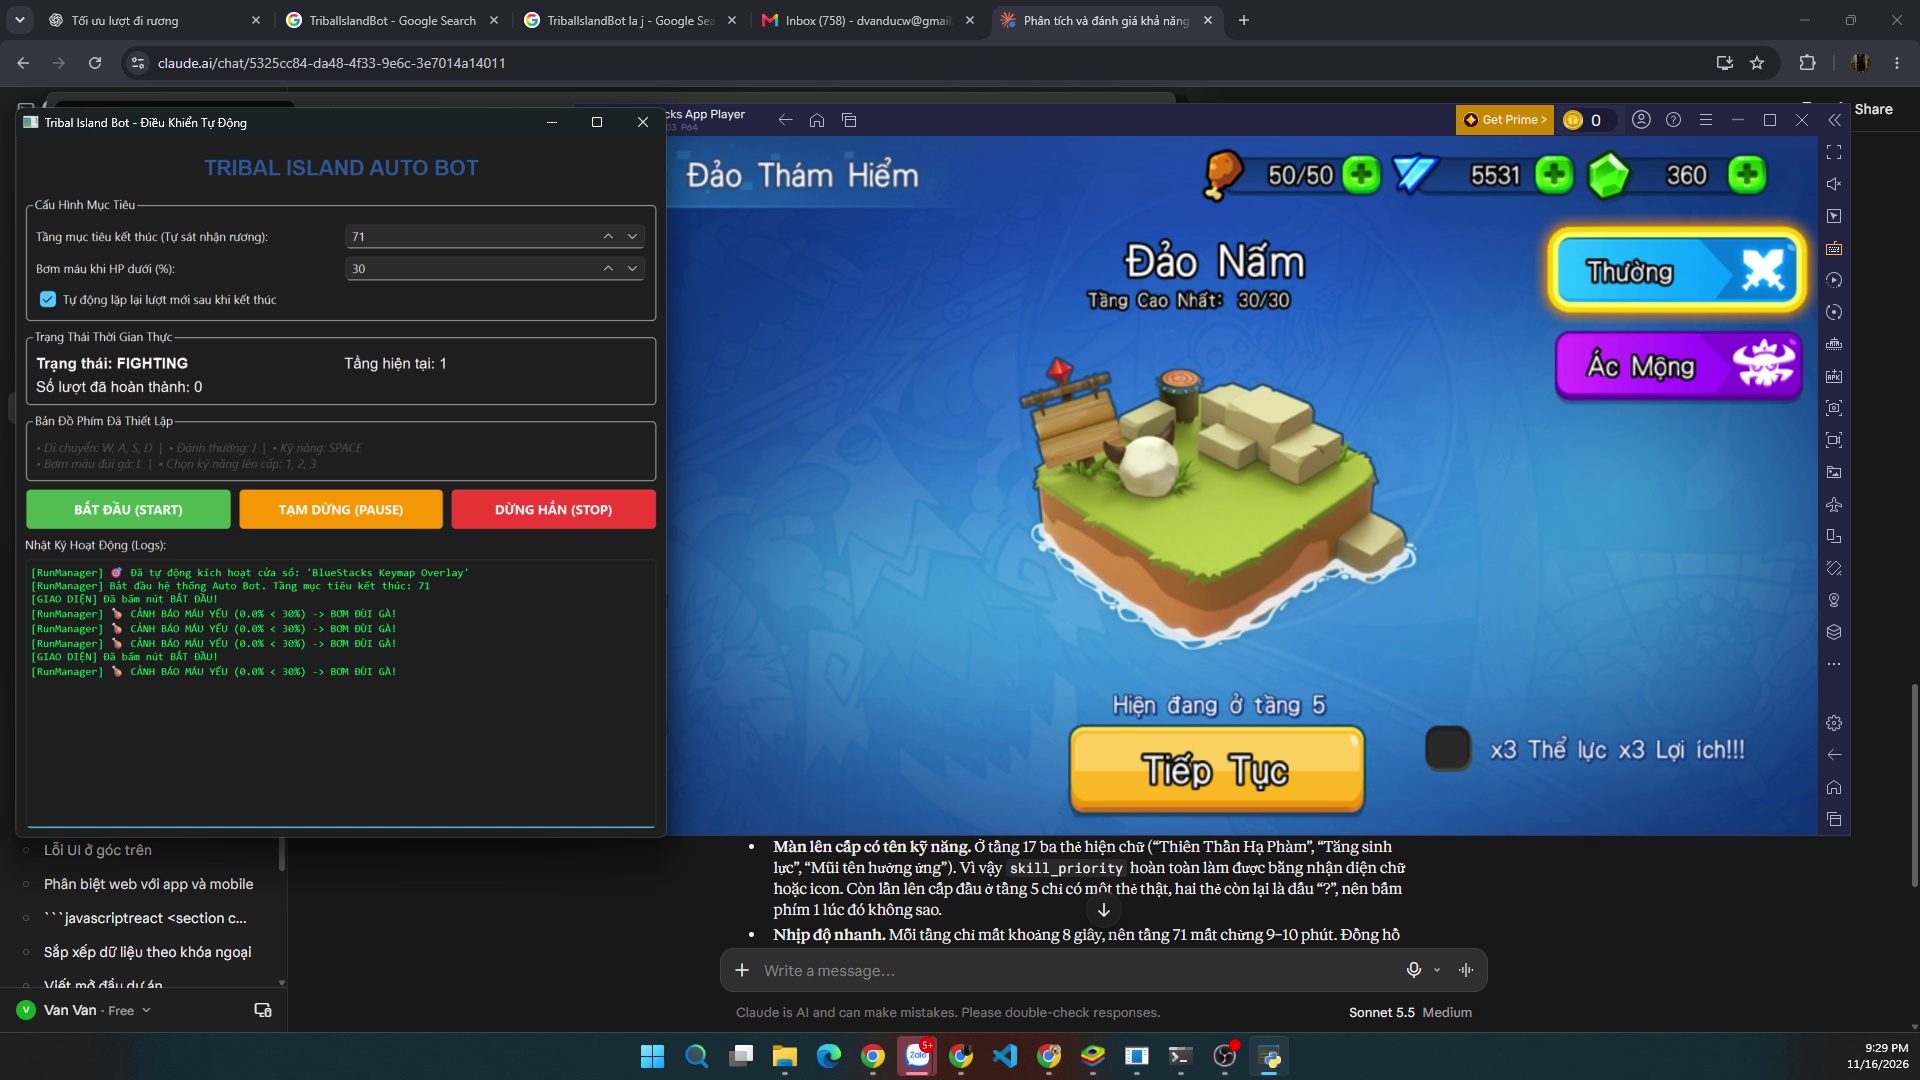 Tối ưu lượt đi rương
TribalIslandBot - Google Search
TribalIslandBot la j - Google Sea
Inbox (758) - dvanducw@gmail.
Phân tích và đánh giá khả năng
claude.ai/chat/5325cc84-da48-4f33-9e6c-3e7014a14011
Share
Tribal Island Bot - Điều Khiển Tự Động
TRIBAL ISLAND AUTO BOT
Cấu Hình Mục Tiêu
Tầng mục tiêu kết thúc (Tự sát nhận rương):
71
Bơm máu khi HP dưới (%):
30
Tự động lặp lại lượt mới sau khi kết thúc
Trạng Thái Thời Gian Thực
Trạng thái: FIGHTING
Tầng hiện tại: 1
Số lượt đã hoàn thành: 0
Bản Đồ Phím Đã Thiết Lập
• Di chuyển: W, A, S, D | • Đánh thường: J | • Kỹ năng: SPACE
• Bơm máu đùi gà: L | • Chọn kỹ năng lên cấp: 1, 2, 3
BẮT ĐẦU (START)
TẠM DỪNG (PAUSE)
DỪNG HẲN (STOP)
Nhật Ký Hoạt Động (Logs):
[RunManager] 🎯 Đã tự động kích hoạt cửa sổ: 'BlueStacks Keymap Overlay'
[RunManager] Bắt đầu hệ thống Auto Bot. Tầng mục tiêu kết thúc: 71
[GIAO DIỆN] Đã bấm nút BẮT ĐẦU!
[RunManager] 🍗 CẢNH BÁO MÁU YẾU (0.0% < 30%) -> BƠM ĐÙI GÀ!
[RunManager] 🍗 CẢNH BÁO MÁU YẾU (0.0% < 30%) -> BƠM ĐÙI GÀ!
[RunManager] 🍗 CẢNH BÁO MÁU YẾU (0.0% < 30%) -> BƠM ĐÙI GÀ!
[GIAO DIỆN] Đã bấm nút BẮT ĐẦU!
[RunManager] 🍗 CẢNH BÁO MÁU YẾU (0.0% < 30%) -> BƠM ĐÙI GÀ!
cks App Player
03 P64
Get Prime >
0
Đảo Thám Hiểm
50/50
5531
360
Đảo Nấm
Tầng Cao Nhất: 30/30
Thường
Ác Mộng
Hiện đang ở tầng 5
Tiếp Tục
x3 Thể lực x3 Lợi ích!!!
Lỗi UI ở góc trên
Phân biệt web với app và mobile
```javascriptreact <section c...
Sắp xếp dữ liệu theo khóa ngoại
Viết mở đầu dự án
V
Van Van · Free
• Màn lên cấp có tên kỹ năng. Ở tầng 17 ba thẻ hiện chữ (“Thiên Thần Hạ Phàm”, “Tăng sinh
lực”, “Mũi tên hưởng ứng”). Vì vậy skill_priority hoàn toàn làm được bằng nhận diện chữ
hoặc icon. Còn lần lên cấp đầu ở tầng 5 chỉ có một thẻ thật, hai thẻ còn lại là dấu “?”, nên bấm
phím 1 lúc đó không sao.
• Nhịp độ nhanh. Mỗi tầng chỉ mất khoảng 8 giây, nên tầng 71 mất chừng 9–10 phút. Đồng hồ
Write a message...
Claude is AI and can make mistakes. Please double-check responses.
Sonnet 5.5 Medium
Zalo
5+
9:29 PM
11/16/2026